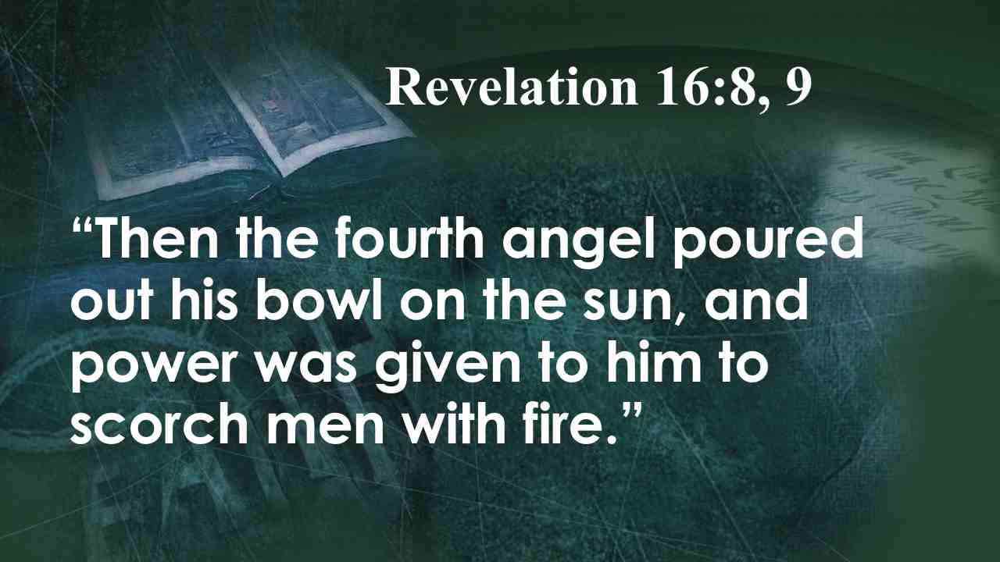 Revelation 16:8, 9
“Then the fourth angel poured
out his bowl on the sun, and
power was given to him to
scorch men with fire.”